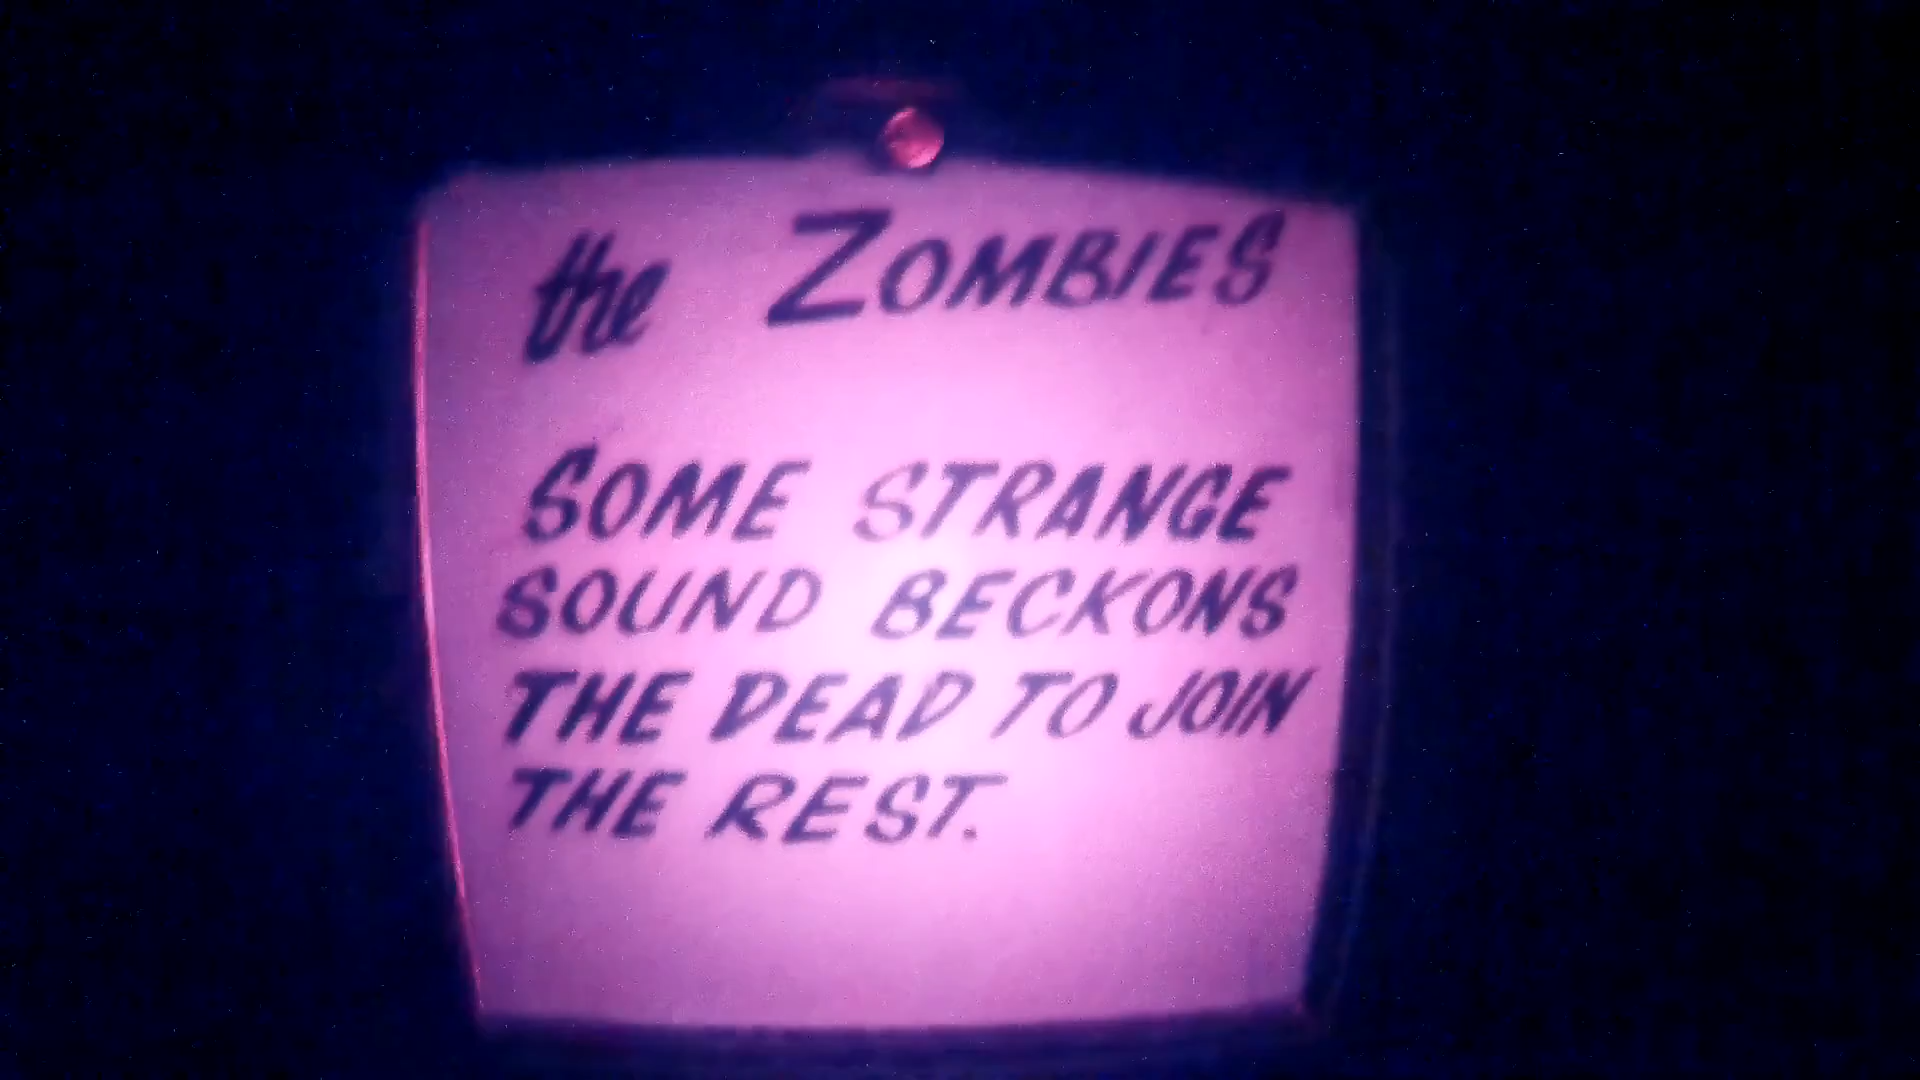 the ZOMBIES
SOME STRANGE
SOUND BECKONS
THE DEAD TO JOIN
THE REST.